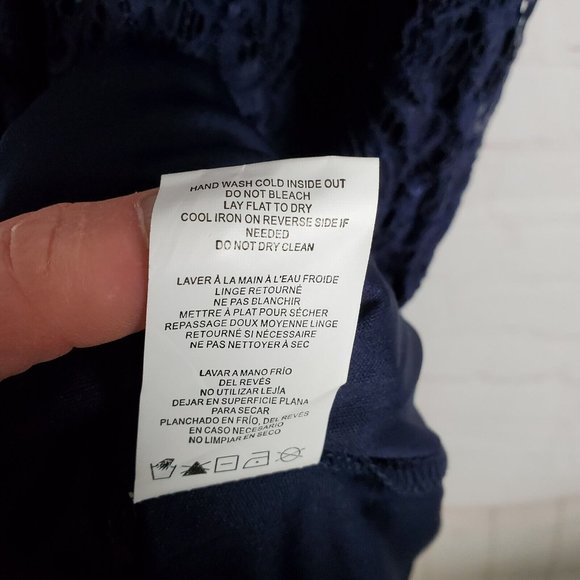 HAND WASH COLD INSIDE OUT
DO NOT BLEACH
LAY FLAT TO DRY
COOL IRON ON REVERSE SIDE IF
NEEDED
DO NOT DRY CLEAN
LAVER À LA MAIN À L'EAU FROIDE
LINGE RETOURNÉ
NE PAS BLANCHIR
METTRE À PLAT POUR SÉCHER
REPASSAGE DOUX MOYENNE LINGE
RETOURNÉ SI NÉCESSAIRE
NE PAS NETTOYER À SEC
LAVAR A MANO FRÍO
DEL REVÉS
NO UTILIZAR LEJÍA
DEJAR EN SUPERFICIE PLANA
PARA SECAR
PLANCHADO EN FRÍO, DEL REVÉS
EN CASO NECESARIO
NO LIMPIAR EN SECO